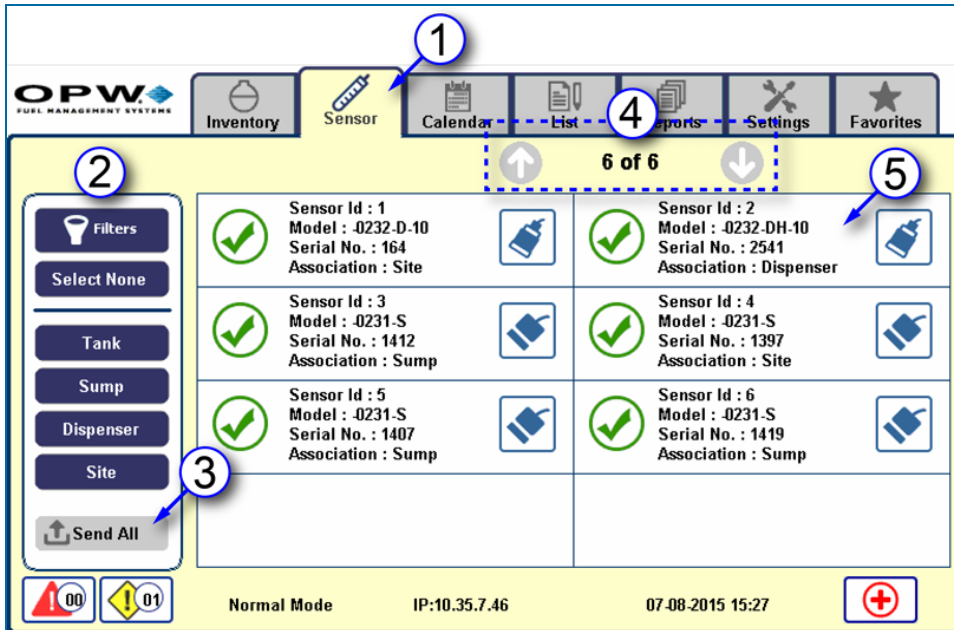 1
OPW
FUEL MANAGEMENT SYSTEMS
Inventory
Sensor
Calendar
List
4
Reports
Settings
Favorites
6 of 6
2
Filters
Select None
Tank
Sump
Dispenser
Site
3
Send All
Sensor Id : 1
Model : -0232-D-10
Serial No. : 164
Association : Site
5
Sensor Id : 2
Model : -0232-DH-10
Serial No. : 2541
Association : Dispenser
Sensor Id : 3
Model : -0231-S
Serial No. : 1412
Association : Sump
Sensor Id : 4
Model : -0231-S
Serial No. : 1397
Association : Site
Sensor Id : 5
Model : -0231-S
Serial No. : 1407
Association : Sump
Sensor Id : 6
Model : -0231-S
Serial No. : 1419
Association : Sump
00
01
Normal Mode
IP:10.35.7.46
07-08-2015 15:27